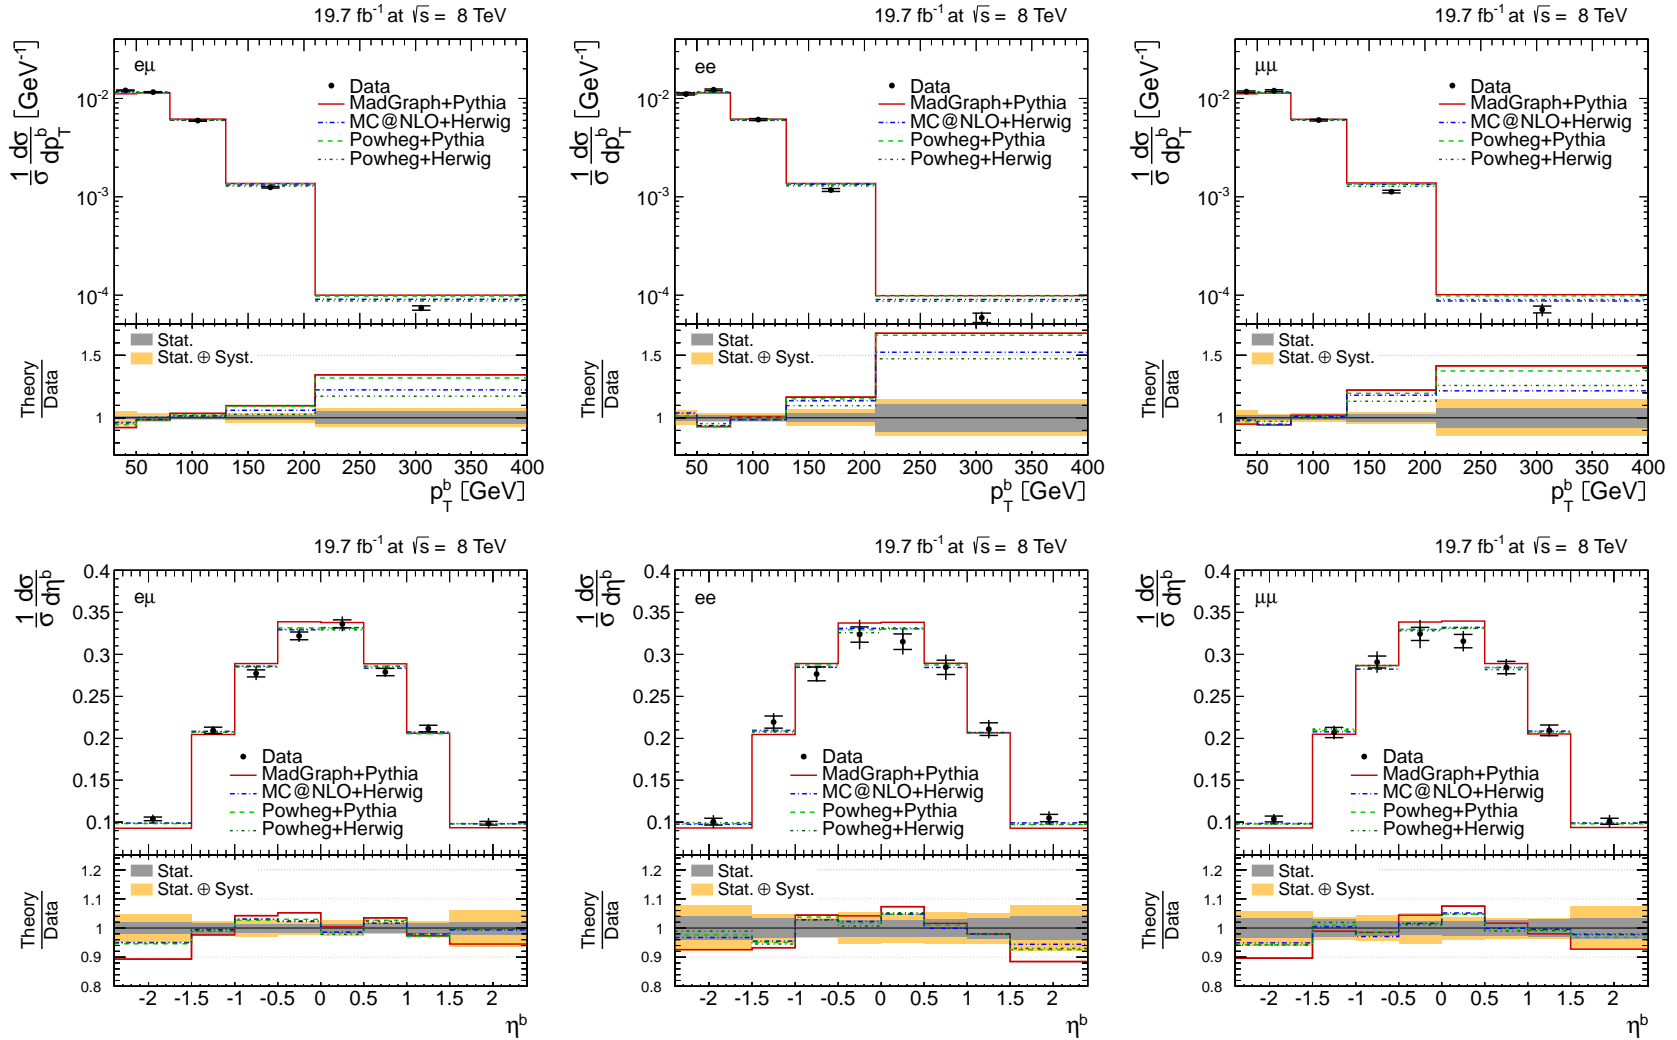 19.7 fb⁻¹ at √s = 8 TeV
eμ
1/σ dσ/dp_T^b [GeV⁻¹]
Data
MadGraph+Pythia
MC@NLO+Herwig
Powheg+Pythia
Powheg+Herwig
10⁻²
10⁻³
10⁻⁴
Stat.
Stat. ⊕ Syst.
Theory
Data
1.5
1
50 100 150 200 250 300 350 400
p_T^b [GeV]
19.7 fb⁻¹ at √s = 8 TeV
ee
1/σ dσ/dp_T^b [GeV⁻¹]
Data
MadGraph+Pythia
MC@NLO+Herwig
Powheg+Pythia
Powheg+Herwig
10⁻²
10⁻³
10⁻⁴
Stat.
Stat. ⊕ Syst.
Theory
Data
1.5
1
50 100 150 200 250 300 350 400
p_T^b [GeV]
19.7 fb⁻¹ at √s = 8 TeV
μμ
1/σ dσ/dp_T^b [GeV⁻¹]
Data
MadGraph+Pythia
MC@NLO+Herwig
Powheg+Pythia
Powheg+Herwig
10⁻²
10⁻³
10⁻⁴
Stat.
Stat. ⊕ Syst.
Theory
Data
1.5
1
50 100 150 200 250 300 350 400
p_T^b [GeV]
19.7 fb⁻¹ at √s = 8 TeV
eμ
1/σ dσ/dη^b
0.4
0.35
0.3
0.25
0.2
0.15
0.1
Data
MadGraph+Pythia
MC@NLO+Herwig
Powheg+Pythia
Powheg+Herwig
Stat.
Stat. ⊕ Syst.
Theory
Data
1.2
1.1
1.0
0.9
0.8
-2 -1.5 -1 -0.5 0 0.5 1 1.5 2
η^b
19.7 fb⁻¹ at √s = 8 TeV
ee
1/σ dσ/dη^b
0.4
0.35
0.3
0.25
0.2
0.15
0.1
Data
MadGraph+Pythia
MC@NLO+Herwig
Powheg+Pythia
Powheg+Herwig
Stat.
Stat. ⊕ Syst.
Theory
Data
1.2
1.1
1.0
0.9
0.8
-2 -1.5 -1 -0.5 0 0.5 1 1.5 2
η^b
19.7 fb⁻¹ at √s = 8 TeV
μμ
1/σ dσ/dη^b
0.4
0.35
0.3
0.25
0.2
0.15
0.1
Data
MadGraph+Pythia
MC@NLO+Herwig
Powheg+Pythia
Powheg+Herwig
Stat.
Stat. ⊕ Syst.
Theory
Data
1.2
1.1
1.0
0.9
0.8
-2 -1.5 -1 -0.5 0 0.5 1 1.5 2
η^b